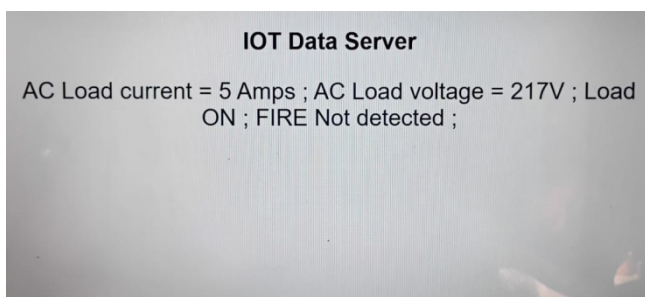 IOT Data Server
AC Load current = 5 Amps ; AC Load voltage = 217V ; Load
ON ; FIRE Not detected ;